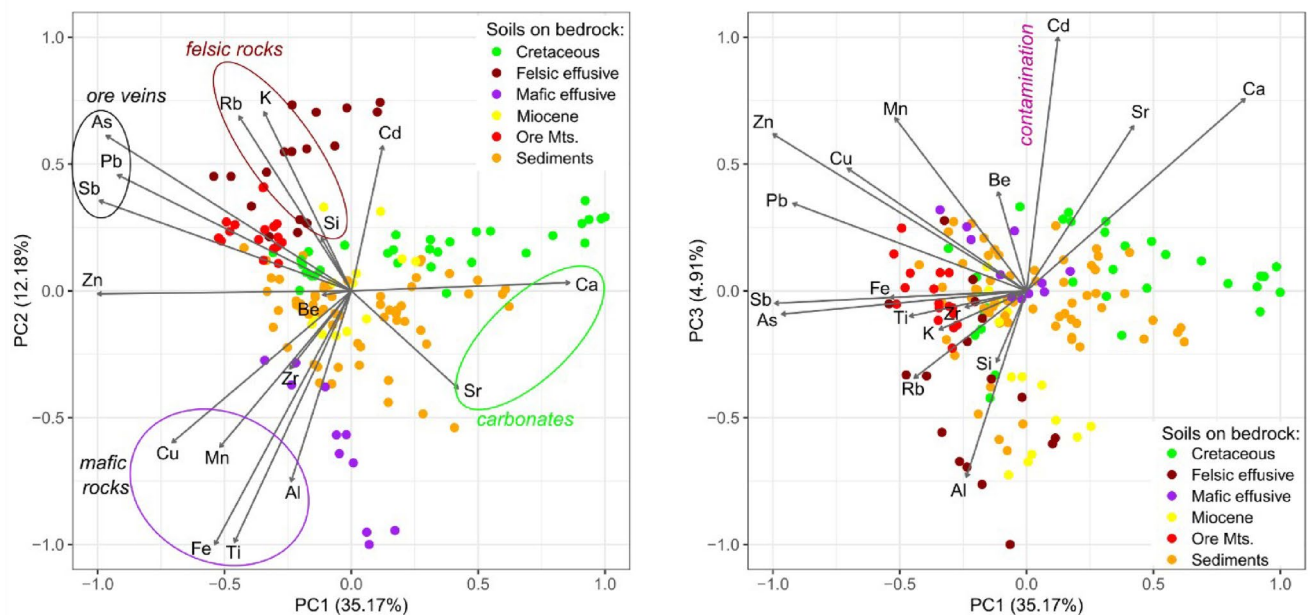 1.0
0.5
0.0
−0.5
−1.0
PC2 (12.18%)
−1.0
−0.5
0.0
0.5
1.0
PC1 (35.17%)
felsic rocks
ore veins
mafic
rocks
carbonates
Rb
K
As
Pb
Sb
Cd
Si
Zn
Be
Ca
Zr
Sr
Cu
Mn
Al
Fe
Ti
Soils on bedrock:
Cretaceous
Felsic effusive
Mafic effusive
Miocene
Ore Mts.
Sediments
1.0
0.5
0.0
−0.5
−1.0
PC3 (4.91%)
−1.0
−0.5
0.0
0.5
1.0
PC1 (35.17%)
contamination
Cd
Ca
Mn
Sr
Zn
Cu
Pb
Be
Sb
Fe
As
Ti
Zr
K
Si
Rb
Al
Soils on bedrock:
Cretaceous
Felsic effusive
Mafic effusive
Miocene
Ore Mts.
Sediments